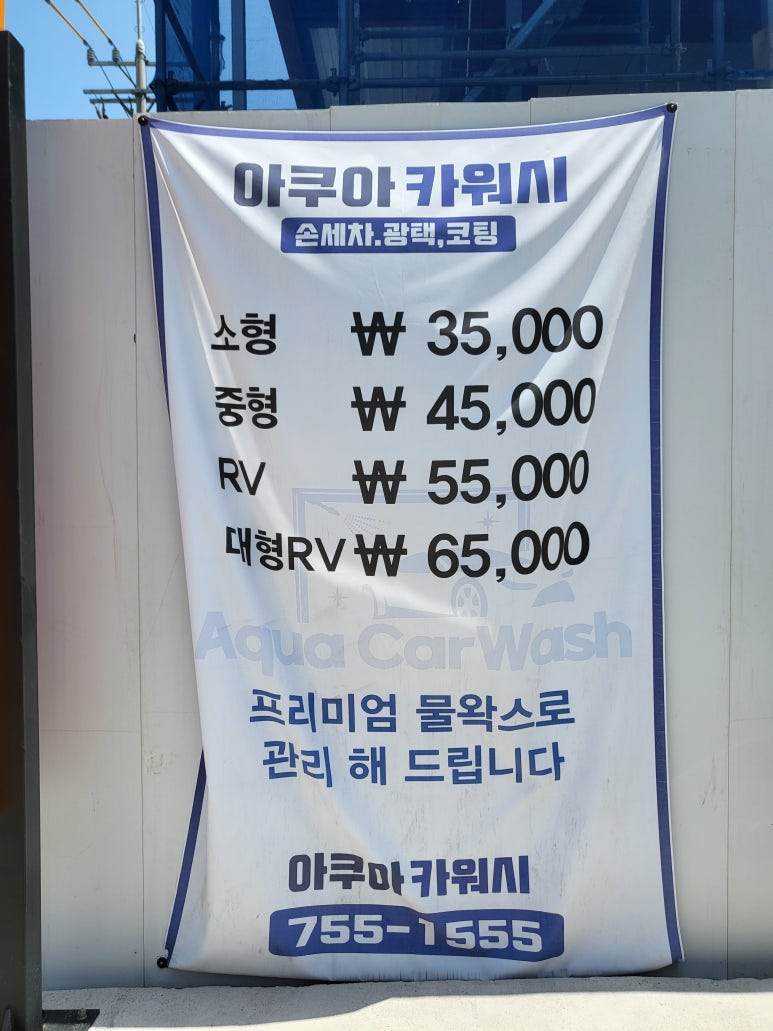 아쿠아 카워시
손세차.광택,코팅
소형 ₩ 35,000
중형 ₩ 45,000
RV ₩ 55,000
대형RV ₩ 65,000
Aqua CarWash
프리미엄 물왁스로
관리 해 드립니다
아쿠아 카워시
755-1555